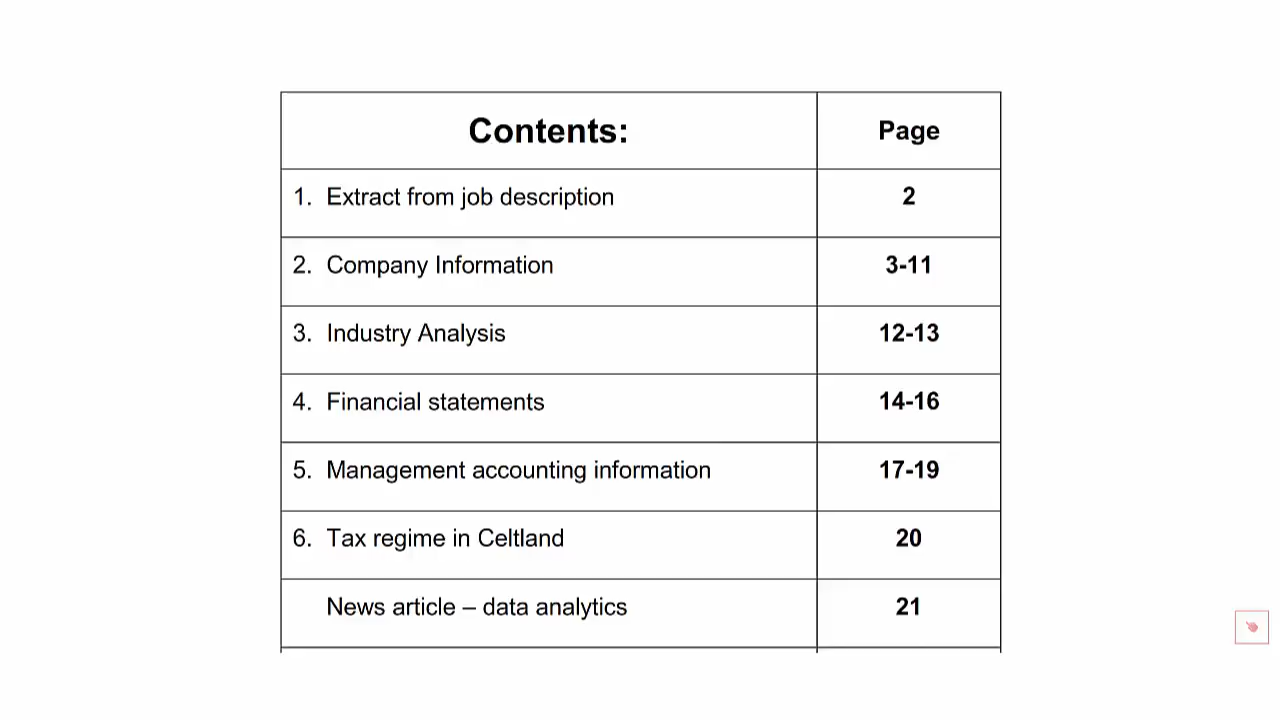 Contents: Page
1. Extract from job description 2
2. Company Information 3-11
3. Industry Analysis 12-13
4. Financial statements 14-16
5. Management accounting information 17-19
6. Tax regime in Celtland 20
News article – data analytics 21